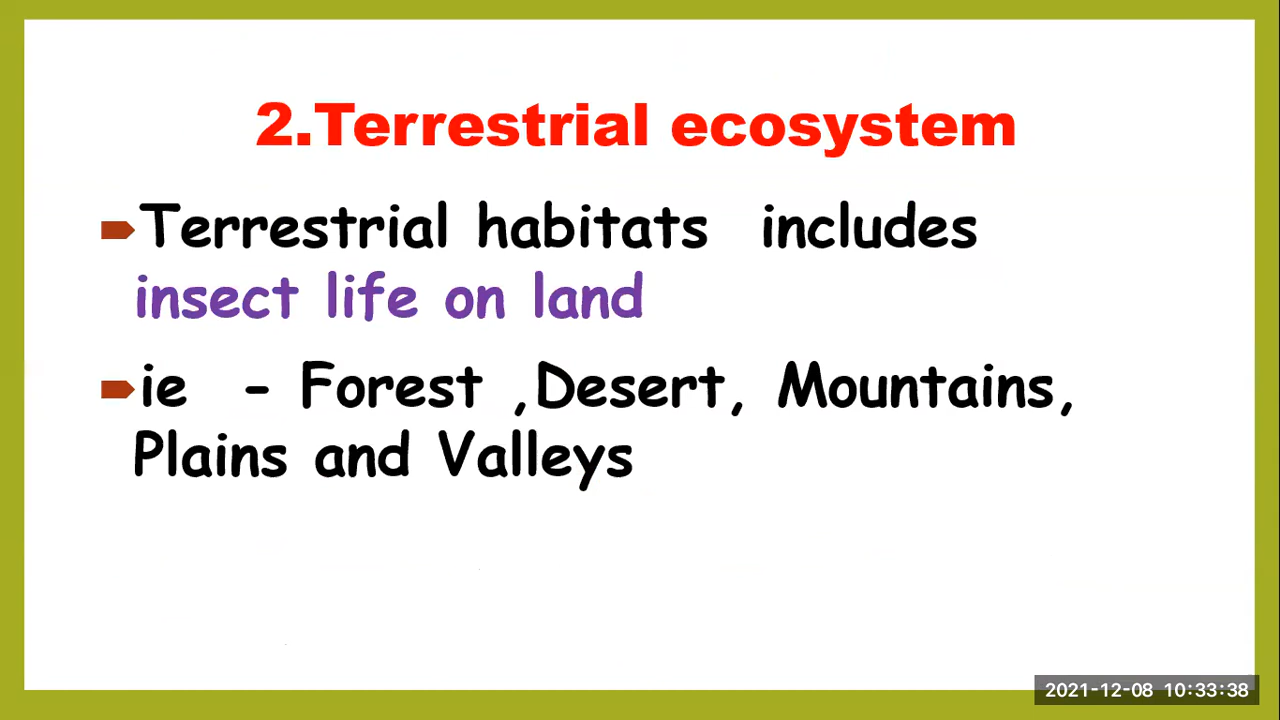 2.Terrestrial ecosystem
Terrestrial habitats includes
insect life on land
ie - Forest ,Desert, Mountains,
Plains and Valleys
2021-12-08 10:33:38